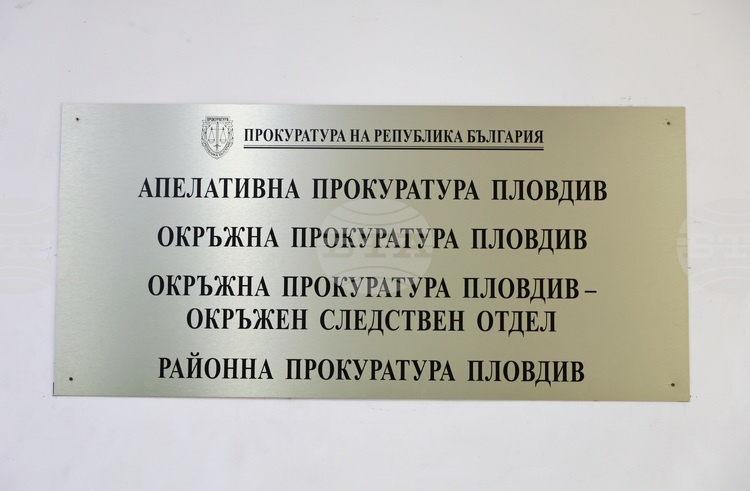 ПРОКУРАТУРА
ПРОКУРАТУРА НА РЕПУБЛИКА БЪЛГАРИЯ
АПЕЛАТИВНА ПРОКУРАТУРА ПЛОВДИВ
ОКРЪЖНА ПРОКУРАТУРА ПЛОВДИВ
ОКРЪЖНА ПРОКУРАТУРА ПЛОВДИВ –
ОКРЪЖЕН СЛЕДСТВЕН ОТДЕЛ
РАЙОННА ПРОКУРАТУРА ПЛОВДИВ